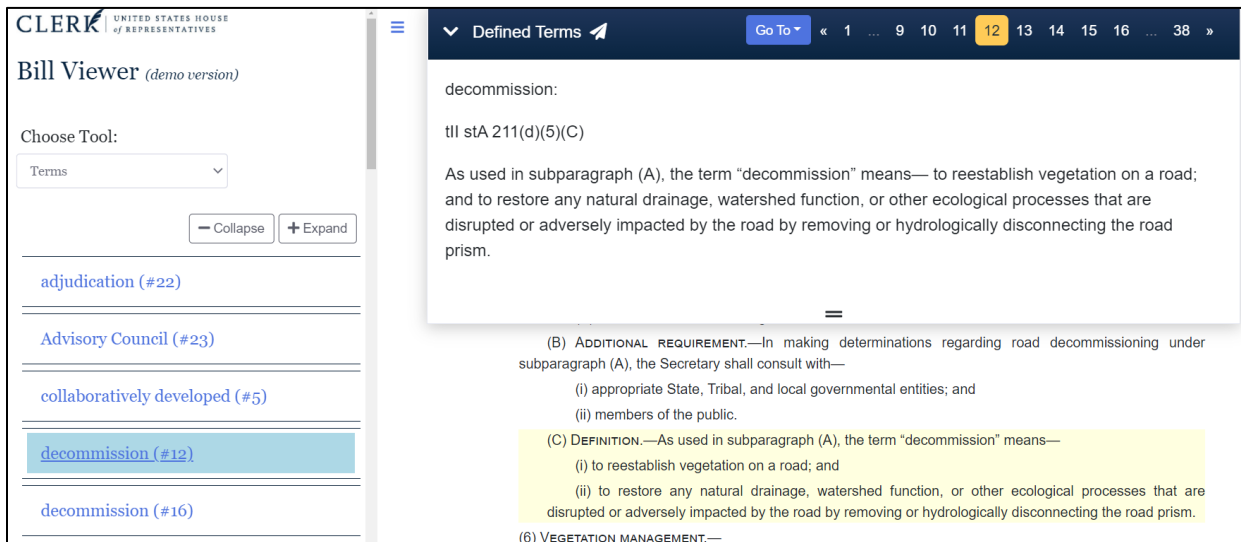 CLERK UNITED STATES HOUSE
of REPRESENTATIVES
Bill Viewer (demo version)
Choose Tool:
Terms
Collapse
Expand
adjudication (#22)
Advisory Council (#23)
collaboratively developed (#5)
decommission (#12)
decommission (#16)
Defined Terms
Go To « 1 ... 9 10 11 12 13 14 15 16 ... 38 »
decommission:
tII stA 211(d)(5)(C)
As used in subparagraph (A), the term “decommission” means— to reestablish vegetation on a road;
and to restore any natural drainage, watershed function, or other ecological processes that are
disrupted or adversely impacted by the road by removing or hydrologically disconnecting the road
prism.
(B) ADDITIONAL REQUIREMENT.—In making determinations regarding road decommissioning under
subparagraph (A), the Secretary shall consult with—
(i) appropriate State, Tribal, and local governmental entities; and
(ii) members of the public.
(C) DEFINITION.—As used in subparagraph (A), the term “decommission” means—
(i) to reestablish vegetation on a road; and
(ii) to restore any natural drainage, watershed function, or other ecological processes that are
disrupted or adversely impacted by the road by removing or hydrologically disconnecting the road prism.
(6) VEGETATION MANAGEMENT.—